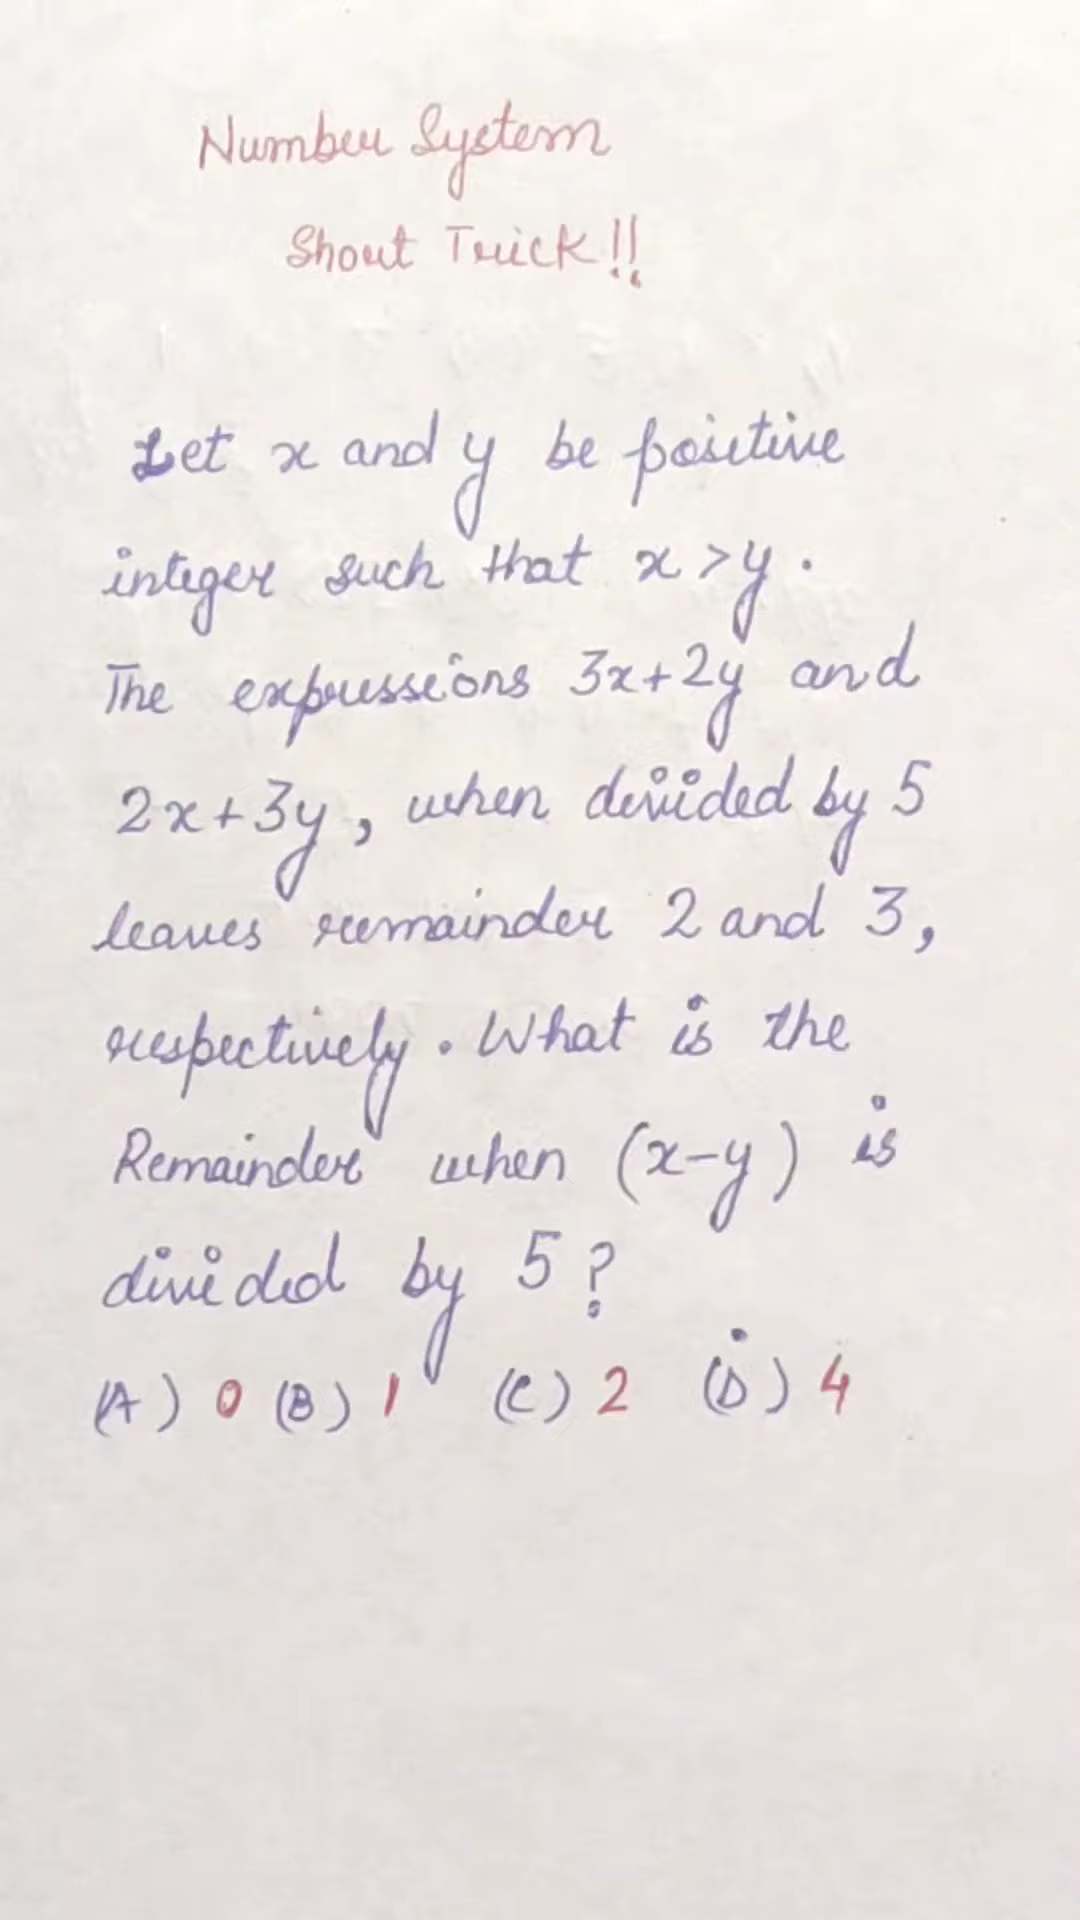 Number System
Short Trick!!
Let x and y be positive
integer such that x > y.
The expressions 3x+2y and
2x+3y, when divided by 5
leaves remainder 2 and 3,
respectively. What is the
Remainder when (x-y) is
divided by 5?
(A) 0 (B) 1 (C) 2 (D) 4